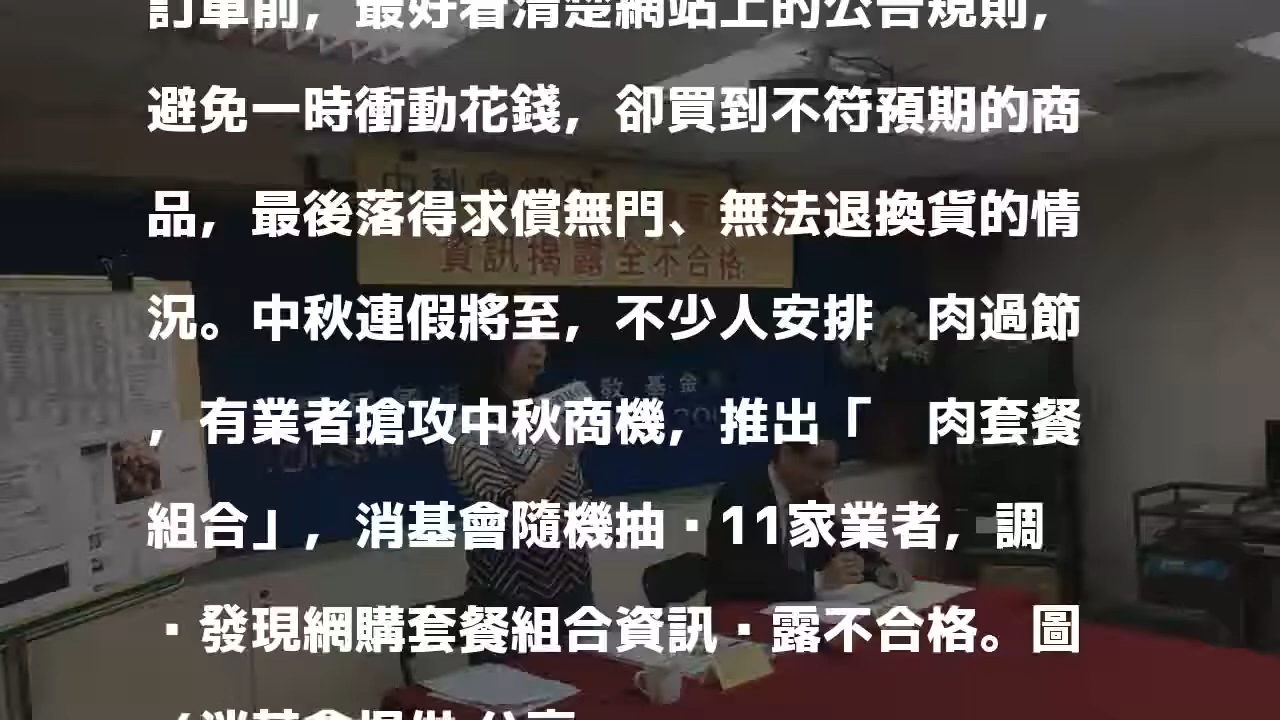 訂單前，最好看清楚網站上的公告規則，
避免一時衝動花錢，卻買到不符預期的商
品，最後落得求償無門、無法退換貨的情
況。中秋連假將至，不少人安排　肉過節
，有業者搶攻中秋商機，推出「　肉套餐
組合」，消基會隨機抽·11家業者，調
·發現網購套餐組合資訊·露不合格。圖
資訊揭露全不合格